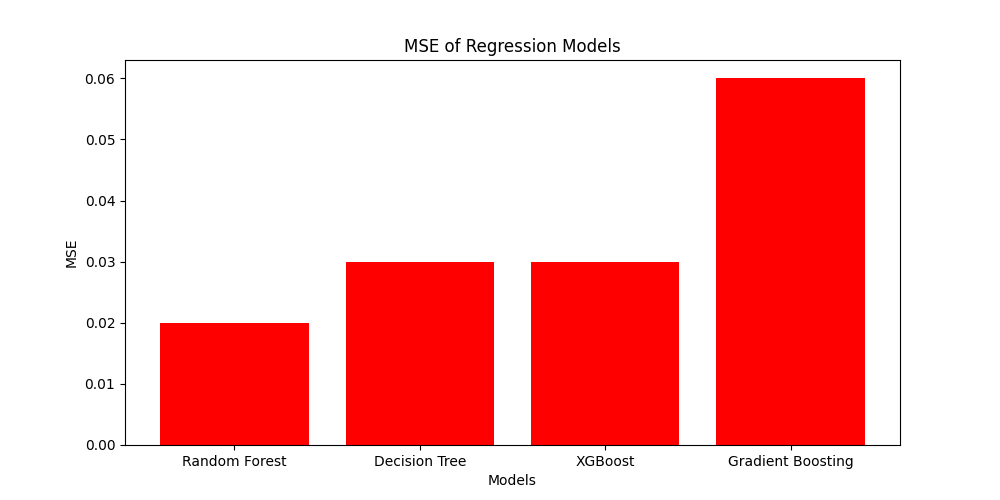 MSE of Regression Models
0.06
0.05
0.04
0.03
0.02
0.01
0.00
MSE
Random Forest Decision Tree XGBoost Gradient Boosting
Models